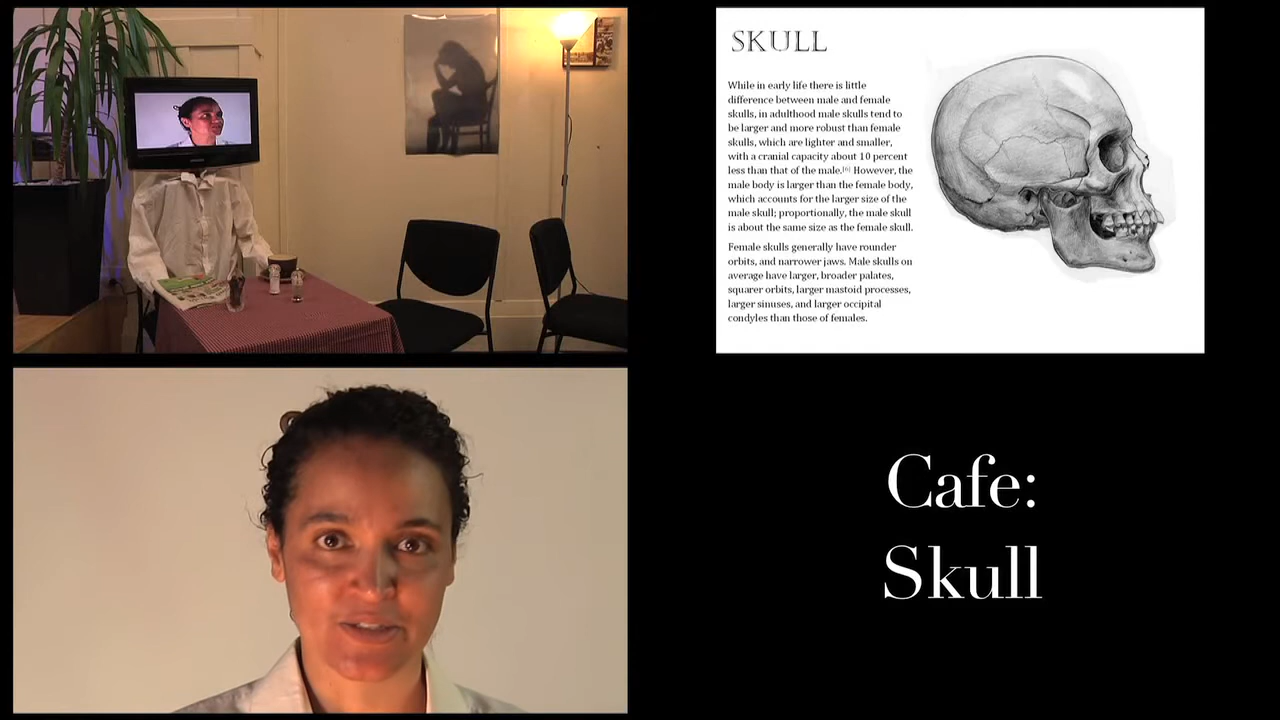 SKULL
While in early life there is little
difference between male and female
skulls, in adulthood male skulls tend to
be larger and more robust than female
skulls, which are lighter and smaller,
with a cranial capacity about 10 percent
less than that of the male.[6] However, the
male body is larger than the female body,
which accounts for the larger size of the
male skull; proportionally, the male skull
is about the same size as the female skull.
Female skulls generally have rounder
orbits, and narrower jaws. Male skulls on
average have larger, broader palates,
squarer orbits, larger mastoid processes,
larger sinuses, and larger occipital
condyles than those of females.
Cafe:
Skull